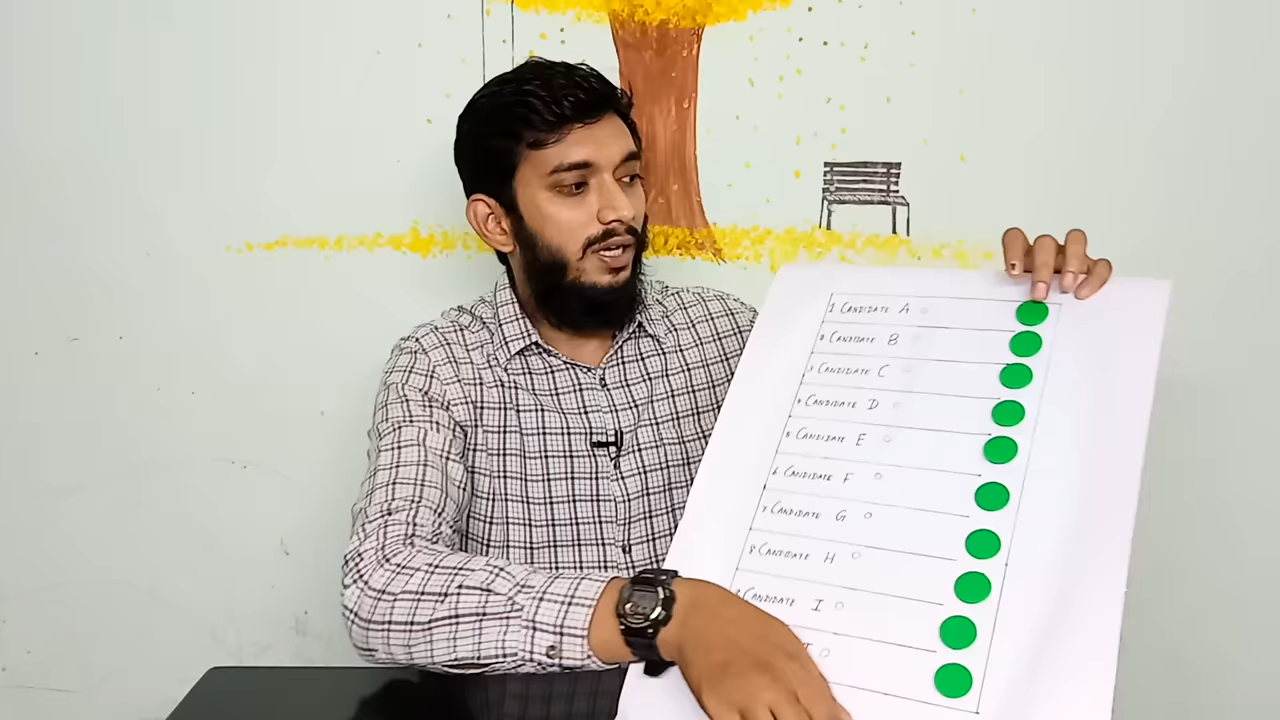 1 CANDIDATE A
2 CANDIDATE B
3 CANDIDATE C
4 CANDIDATE D
5 CANDIDATE E
6 CANDIDATE F
7 CANDIDATE G
8 CANDIDATE H
CANDIDATE I